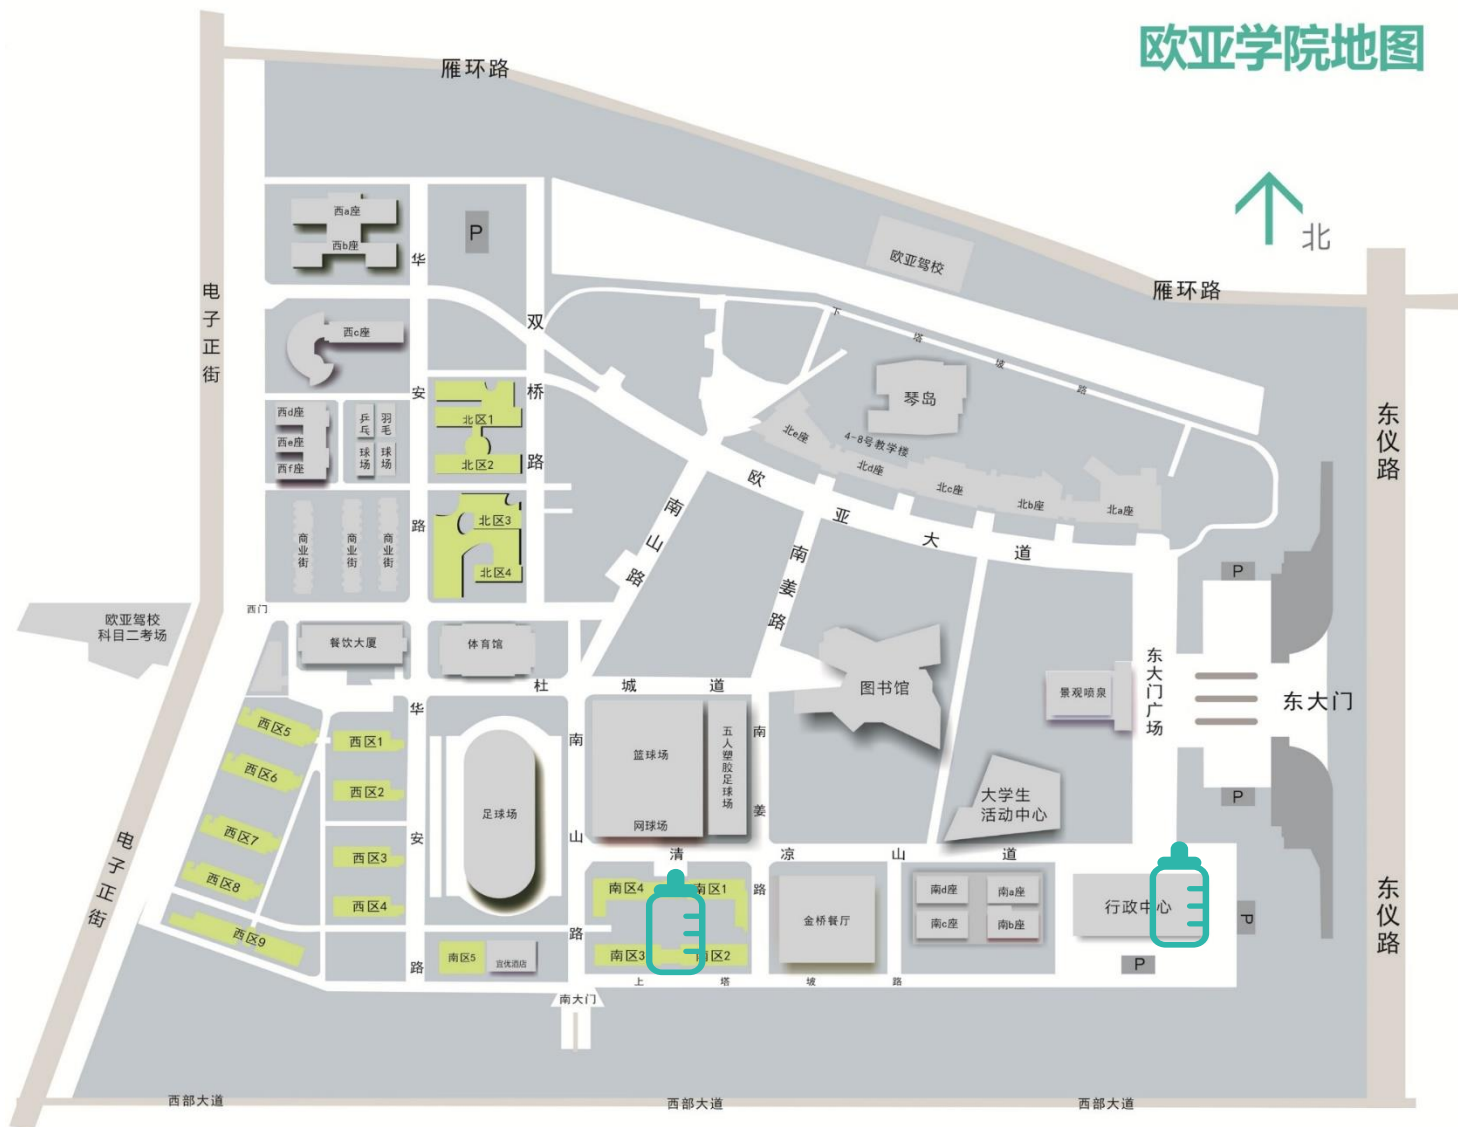 欧亚学院地图
雁环路
北
雁环路
电子正街
西a座
西b座
P
华安路
双桥路
欧亚驾校
下塔坡路
西c座
琴岛
西d座
西e座
西f座
乒乓球场
羽毛球场
北区1
北区2
北e座
4-8号教学楼
北d座
北c座
北b座
北a座
欧亚大道
南山路
南姜路
商业街
商业街
商业街
北区3
北区4
东仪路
P
西门
欧亚驾校
科目二考场
餐饮大厦
体育馆
杜城道
图书馆
景观喷泉
东大门广场
东大门
西区5
西区6
西区7
西区8
西区9
西区1
西区2
西区3
西区4
华安路
足球场
南山路
篮球场
网球场
五人塑胶足球场
南姜路
大学生
活动中心
P
清凉山道
电子正街
南区4
南区1
南区3
南区2
金桥餐厅
南d座
南a座
南c座
南b座
行政中心
P
P
东仪路
南区5
宜优酒店
上塔坡路
南大门
西部大道
西部大道
西部大道